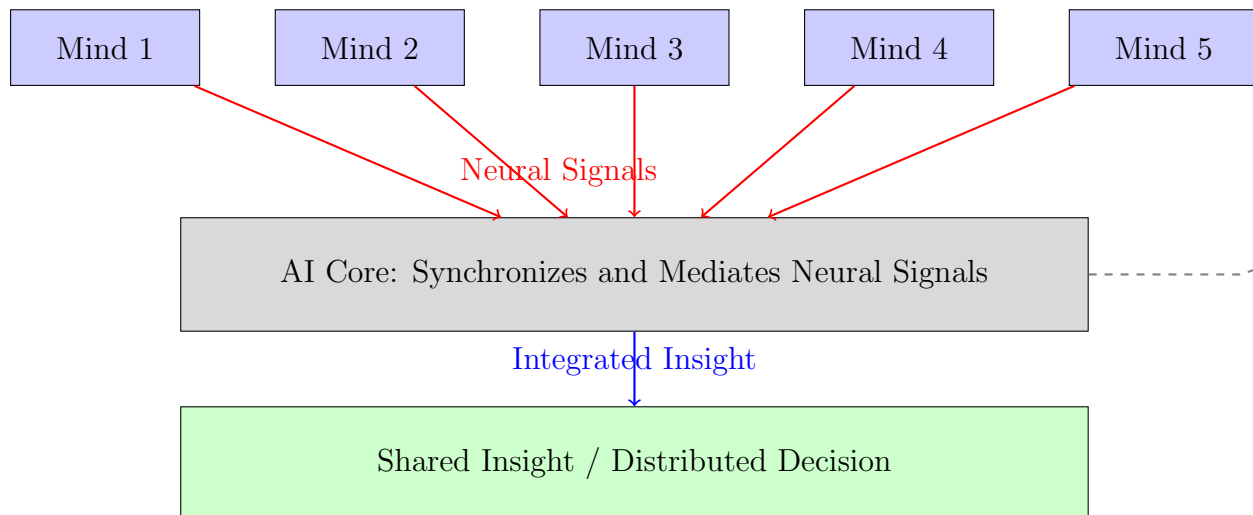 Mind 1
Mind 2
Mind 3
Mind 4
Mind 5
Neural Signals
AI Core: Synchronizes and Mediates Neural Signals
Integrated Insight
Shared Insight / Distributed Decision